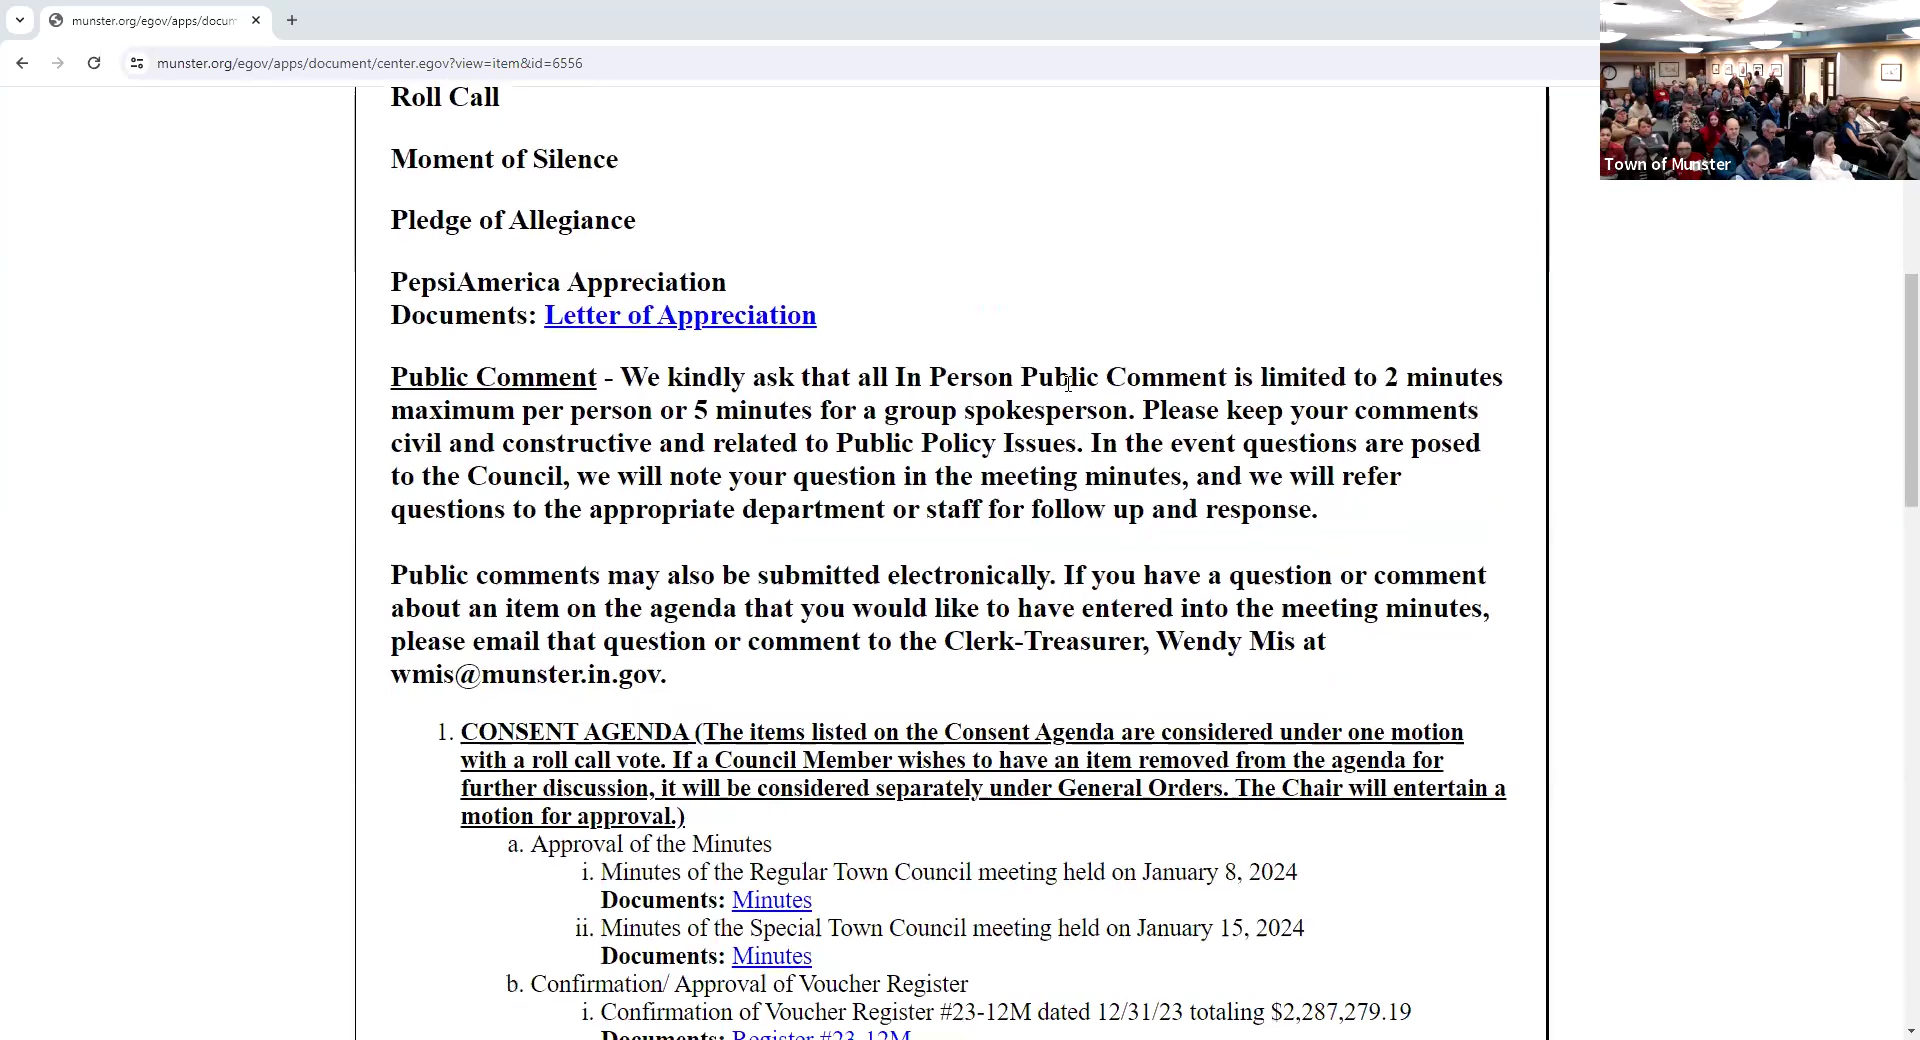 munster.org/egov/apps/docum
munster.org/egov/apps/document/center.egov?view=item&id=6556
Town of Munster
Roll Call
Moment of Silence
Pledge of Allegiance
PepsiAmerica Appreciation
Documents: Letter of Appreciation
Public Comment - We kindly ask that all In Person Public Comment is limited to 2 minutes
maximum per person or 5 minutes for a group spokesperson. Please keep your comments
civil and constructive and related to Public Policy Issues. In the event questions are posed
to the Council, we will note your question in the meeting minutes, and we will refer
questions to the appropriate department or staff for follow up and response.
Public comments may also be submitted electronically. If you have a question or comment
about an item on the agenda that you would like to have entered into the meeting minutes,
please email that question or comment to the Clerk-Treasurer, Wendy Mis at
wmis@munster.in.gov.
1. CONSENT AGENDA (The items listed on the Consent Agenda are considered under one motion
with a roll call vote. If a Council Member wishes to have an item removed from the agenda for
further discussion, it will be considered separately under General Orders. The Chair will entertain a
motion for approval.)
a. Approval of the Minutes
i. Minutes of the Regular Town Council meeting held on January 8, 2024
Documents: Minutes
ii. Minutes of the Special Town Council meeting held on January 15, 2024
Documents: Minutes
b. Confirmation/ Approval of Voucher Register
i. Confirmation of Voucher Register #23-12M dated 12/31/23 totaling $2,287,279.19
Documents: Register #23-12M